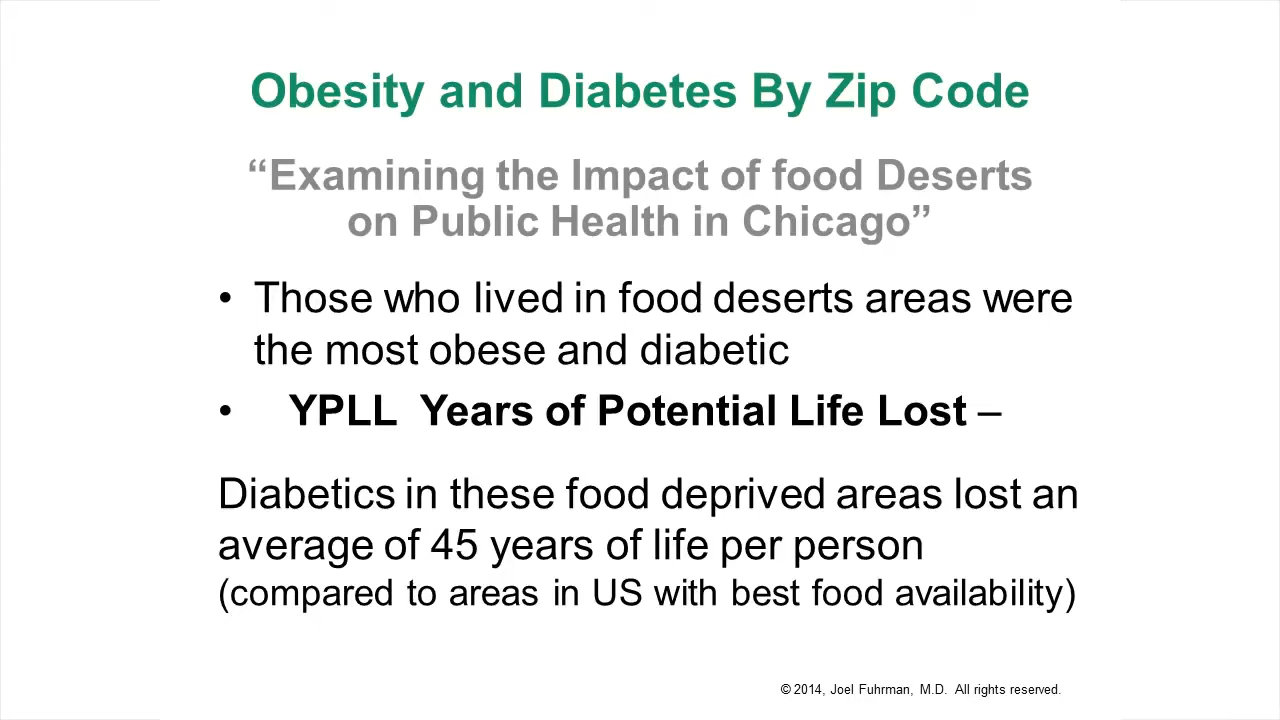 Obesity and Diabetes By Zip Code
“Examining the Impact of food Deserts
on Public Health in Chicago”
• Those who lived in food deserts areas were
the most obese and diabetic
• YPLL Years of Potential Life Lost –
Diabetics in these food deprived areas lost an
average of 45 years of life per person
(compared to areas in US with best food availability)
© 2014, Joel Fuhrman, M.D. All rights reserved.